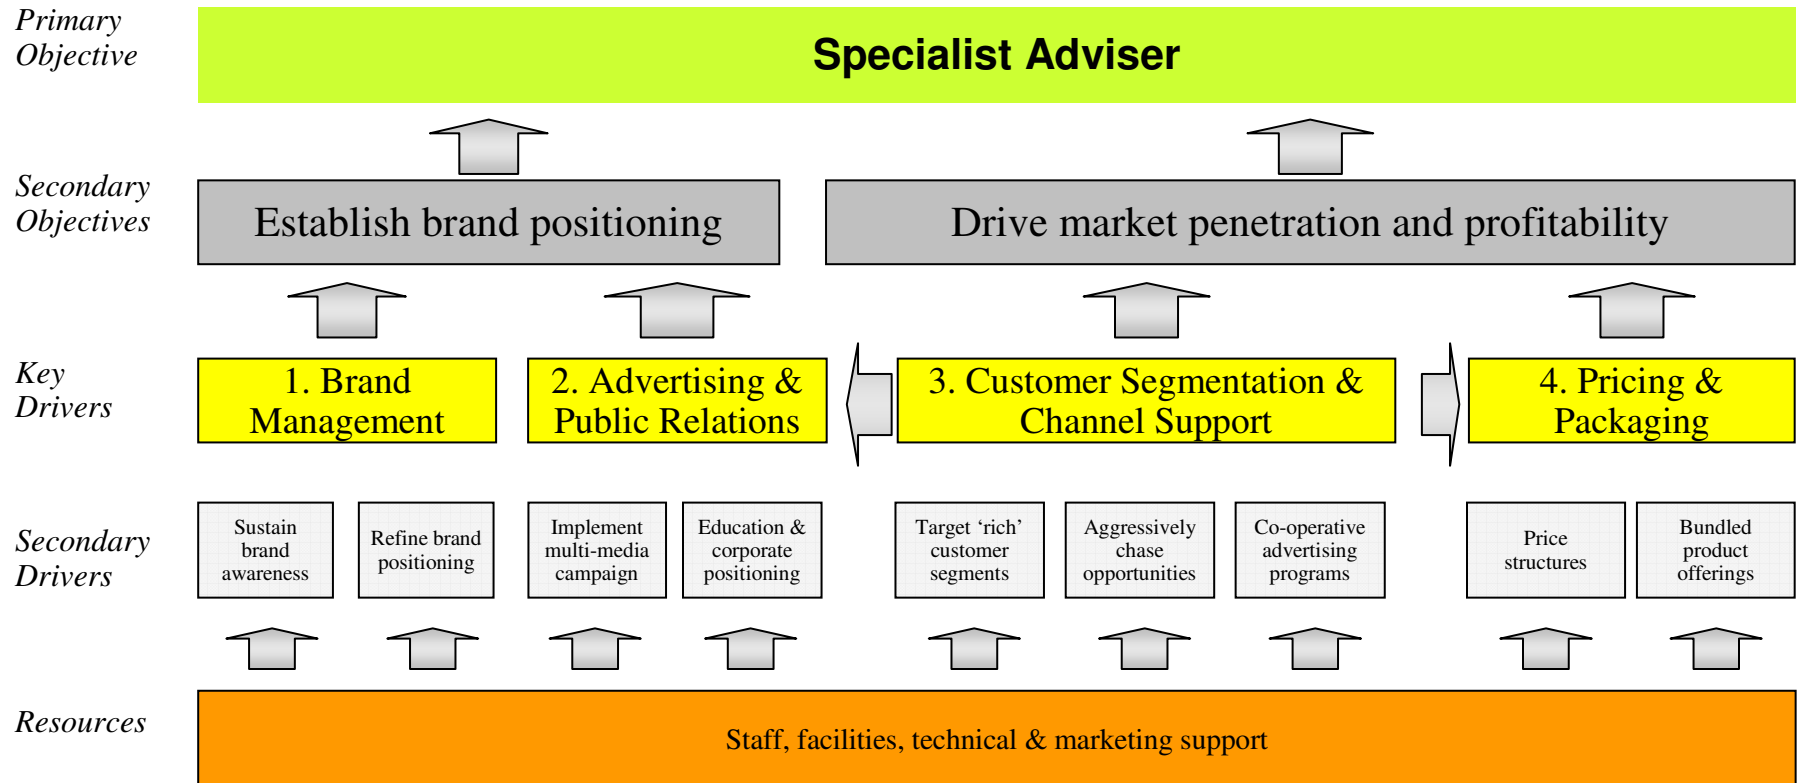 Primary
Objective
Specialist Adviser
Secondary
Objectives
Establish brand positioning
Drive market penetration and profitability
Key
Drivers
1. Brand
Management
2. Advertising &
Public Relations
3. Customer Segmentation &
Channel Support
4. Pricing &
Packaging
Secondary
Drivers
Sustain
brand
awareness
Refine brand
positioning
Implement
multi-media
campaign
Education &
corporate
positioning
Target ‘rich’
customer
segments
Aggressively
chase
opportunities
Co-operative
advertising
programs
Price
structures
Bundled
product
offerings
Resources
Staff, facilities, technical & marketing support